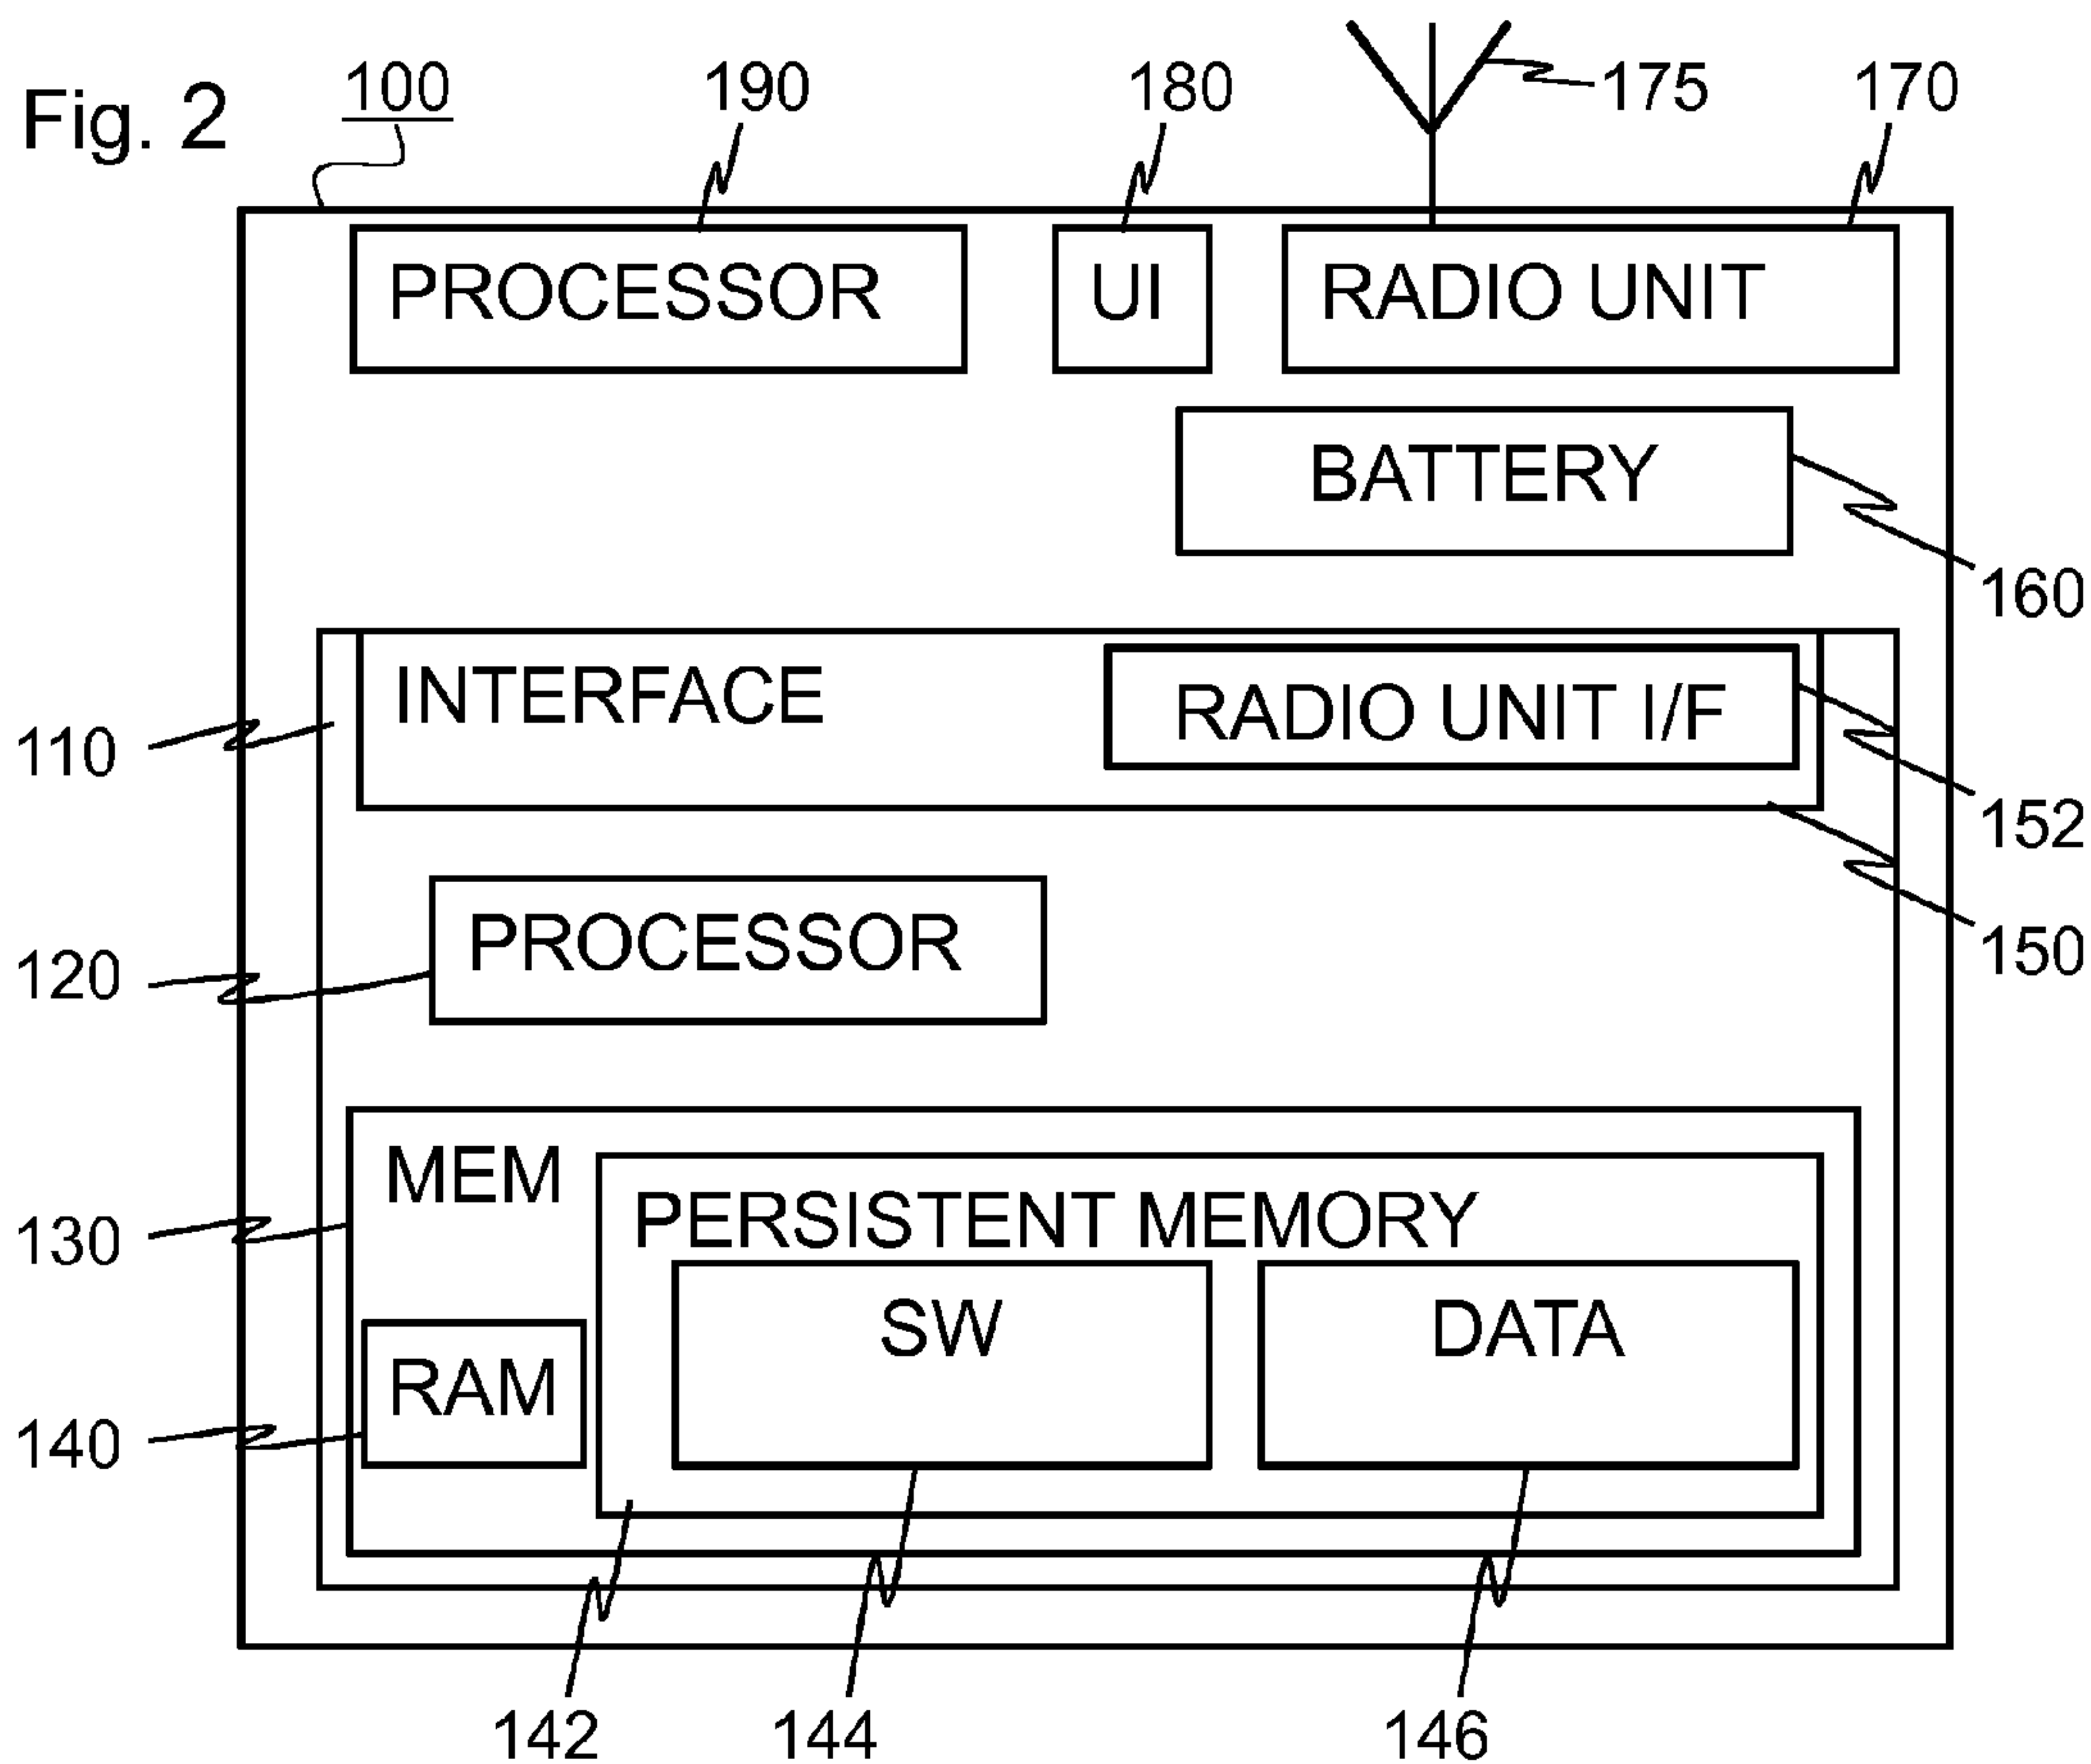 Fig. 2
100
190
180
175
170
PROCESSOR
UI
RADIO UNIT
BATTERY
160
INTERFACE
RADIO UNIT I/F
110
152
PROCESSOR
150
120
MEM
PERSISTENT MEMORY
130
SW
DATA
RAM
140
142
144
146